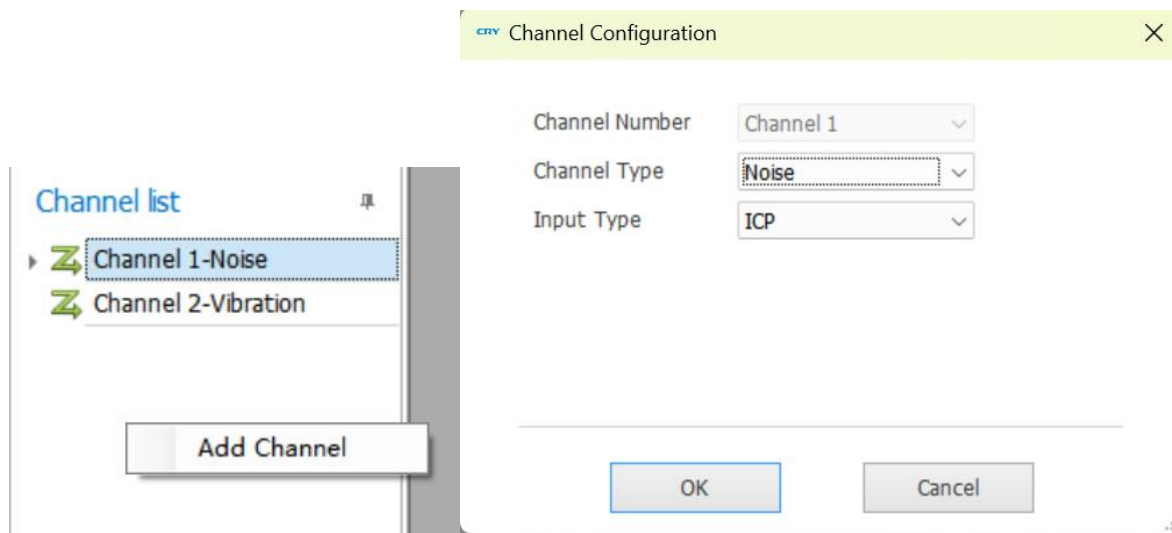 Channel list
Channel 1-Noise
Channel 2-Vibration
Add Channel
CRY Channel Configuration
Channel Number Channel 1
Channel Type Noise
Input Type ICP
OK Cancel